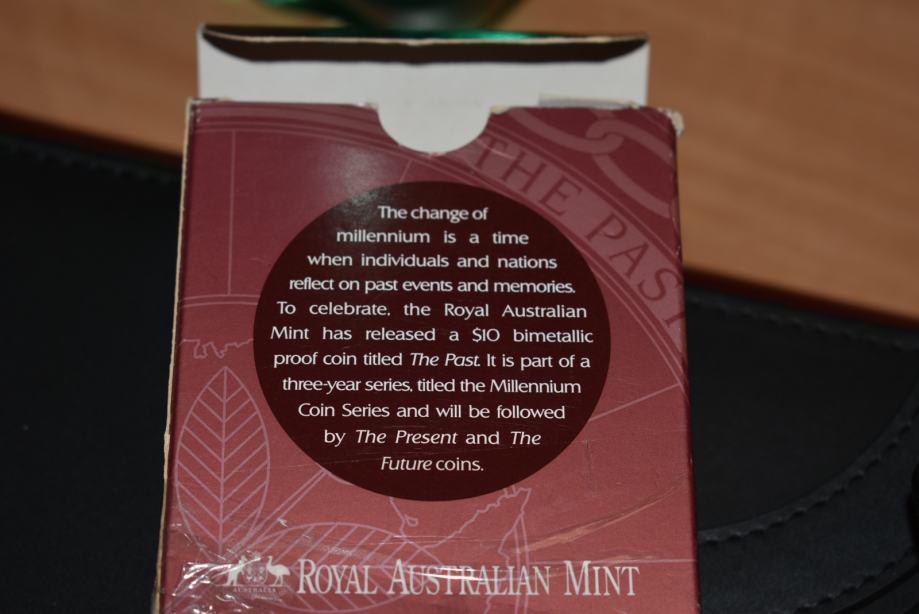 THE PAST
The change of
millennium is a time
when individuals and nations
reflect on past events and memories.
To celebrate, the Royal Australian
Mint has released a $10 bimetallic
proof coin titled The Past. It is part of a
three-year series, titled the Millennium
Coin Series and will be followed
by The Present and The
Future coins.
AUSTRALIA
ROYAL AUSTRALIAN MINT